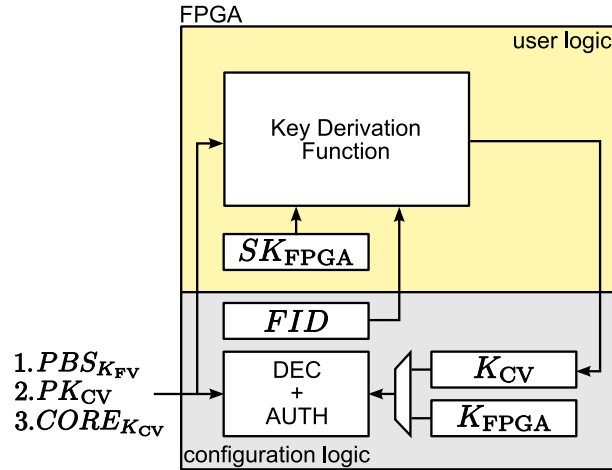 FPGA
user logic
Key Derivation
Function
SK_FPGA
FID
1.PBS_K_FV
2.PK_CV
3.CORE_K_CV
DEC
+
AUTH
K_CV
K_FPGA
configuration logic